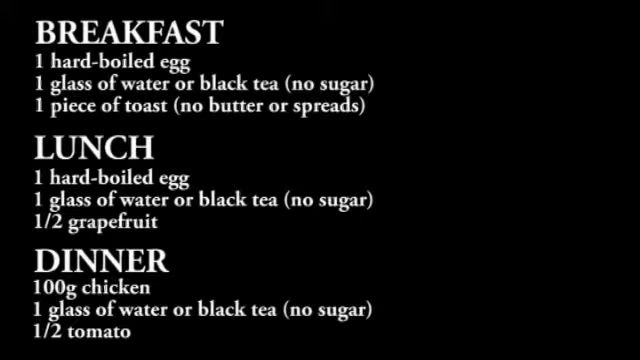 BREAKFAST
1 hard-boiled egg
1 glass of water or black tea (no sugar)
1 piece of toast (no butter or spreads)
LUNCH
1 hard-boiled egg
1 glass of water or black tea (no sugar)
1/2 grapefruit
DINNER
100g chicken
1 glass of water or black tea (no sugar)
1/2 tomato